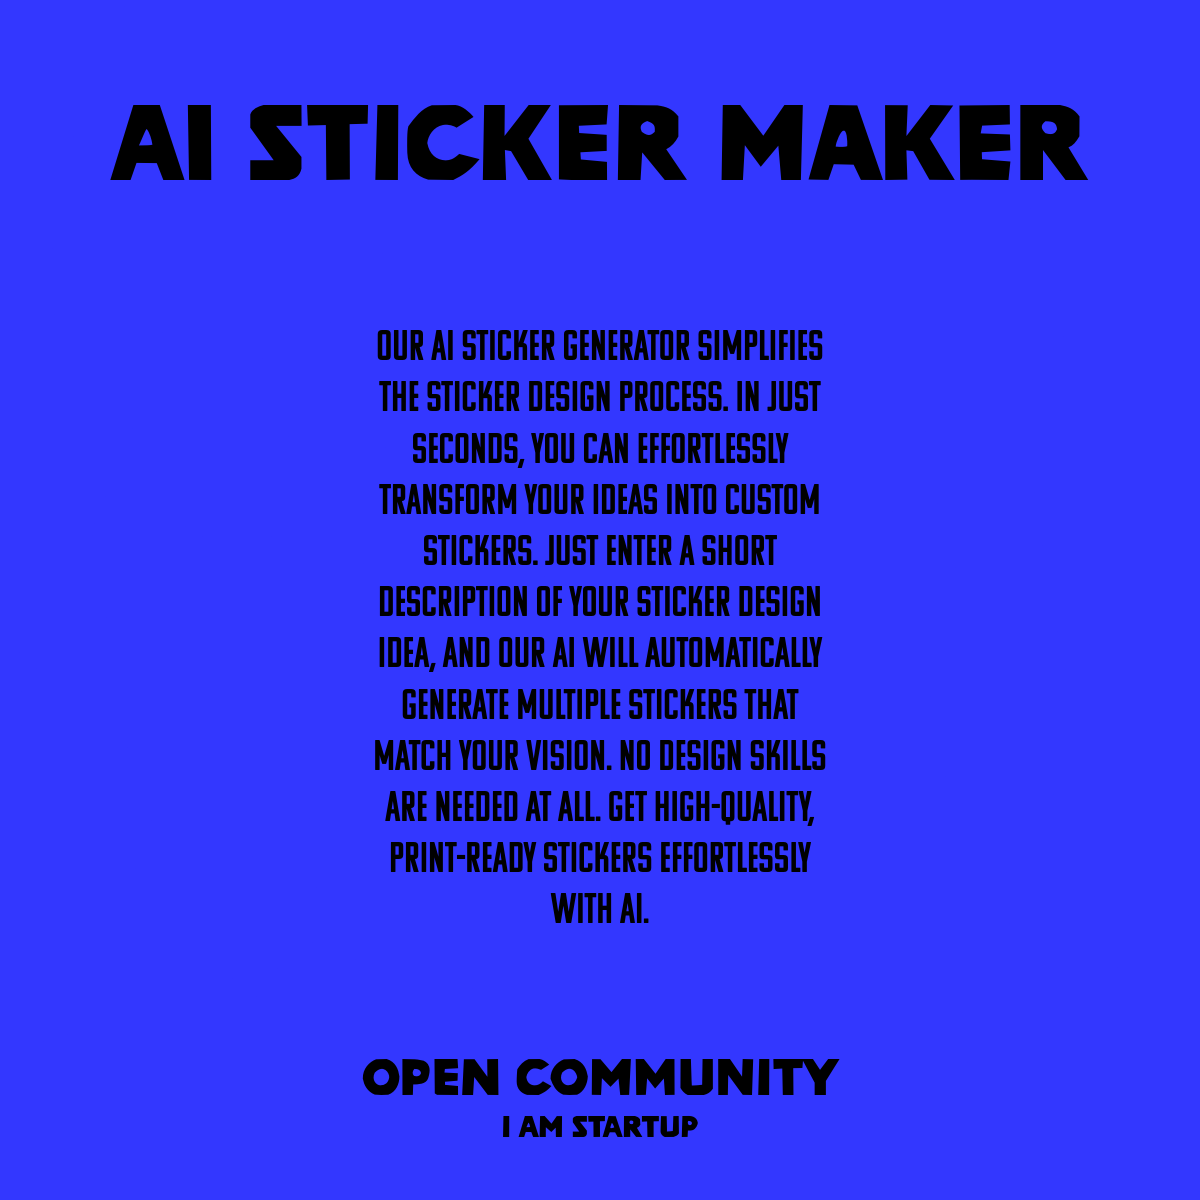 AI STICKER MAKER
OUR AI STICKER GENERATOR SIMPLIFIES
THE STICKER DESIGN PROCESS. IN JUST
SECONDS, YOU CAN EFFORTLESSLY
TRANSFORM YOUR IDEAS INTO CUSTOM
STICKERS. JUST ENTER A SHORT
DESCRIPTION OF YOUR STICKER DESIGN
IDEA, AND OUR AI WILL AUTOMATICALLY
GENERATE MULTIPLE STICKERS THAT
MATCH YOUR VISION. NO DESIGN SKILLS
ARE NEEDED AT ALL. GET HIGH-QUALITY,
PRINT-READY STICKERS EFFORTLESSLY
WITH AI.
OPEN COMMUNITY
I AM STARTUP